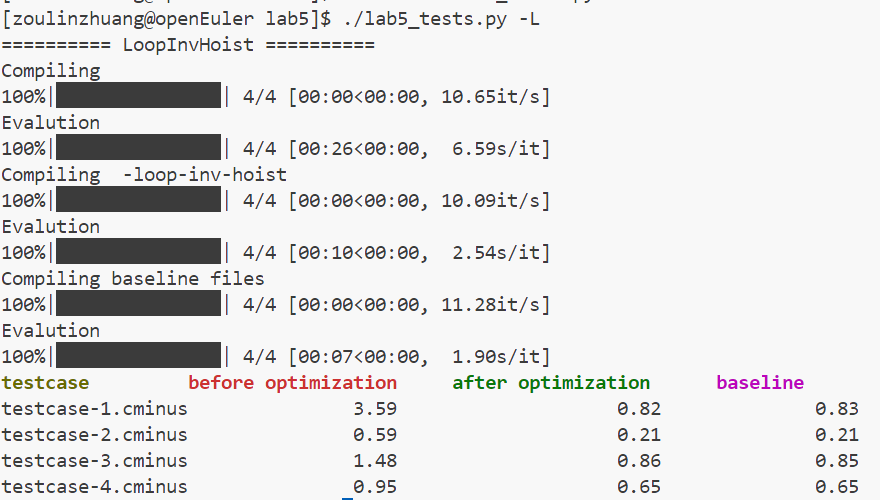 [zoulinzhuang@openEuler lab5]$ ./lab5_tests.py -L
========== LoopInvHoist ==========
Compiling
100%|██████████| 4/4 [00:00<00:00, 10.65it/s]
Evalution
100%|██████████| 4/4 [00:26<00:00,  6.59s/it]
Compiling  -loop-inv-hoist
100%|██████████| 4/4 [00:00<00:00, 10.09it/s]
Evalution
100%|██████████| 4/4 [00:10<00:00,  2.54s/it]
Compiling baseline files
100%|██████████| 4/4 [00:00<00:00, 11.28it/s]
Evalution
100%|██████████| 4/4 [00:07<00:00,  1.90s/it]
testcase         before optimization     after optimization      baseline
testcase-1.cminus               3.59                    0.82              0.83
testcase-2.cminus               0.59                    0.21              0.21
testcase-3.cminus               1.48                    0.86              0.85
testcase-4.cminus               0.95                    0.65              0.65